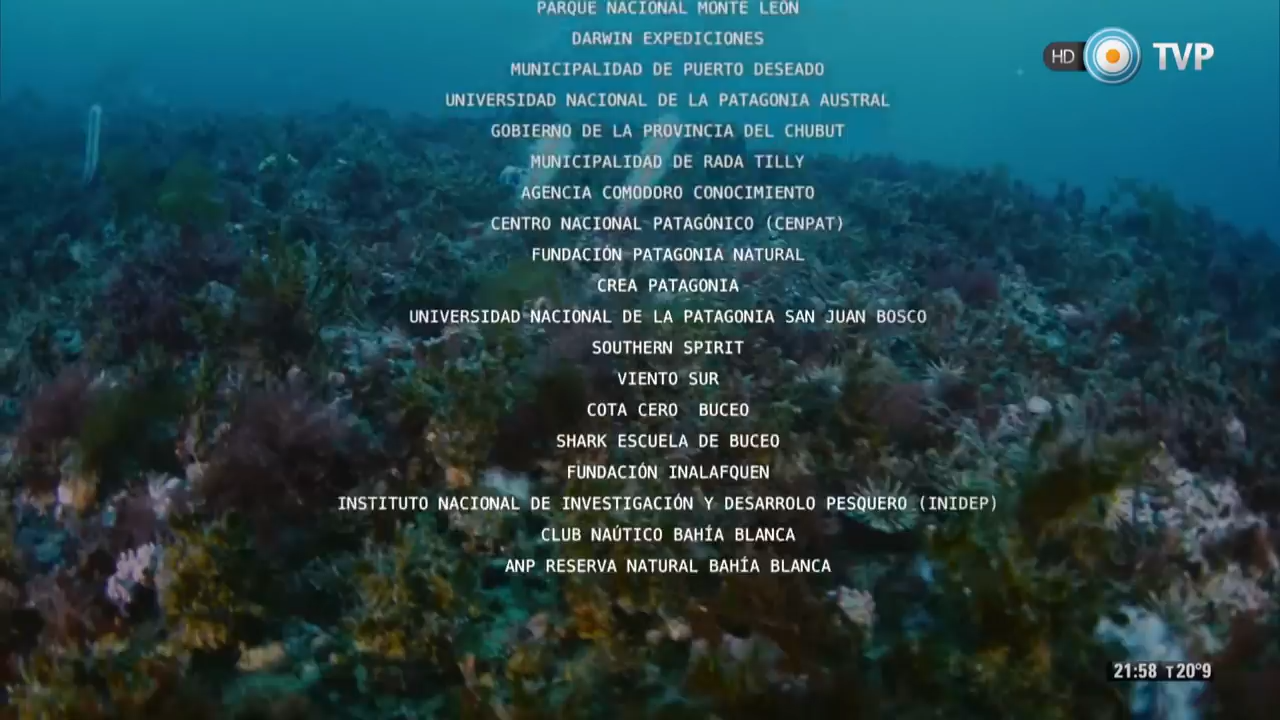 PARQUE NACIONAL MONTE LEÓN
HD TVP
DARWIN EXPEDICIONES
MUNICIPALIDAD DE PUERTO DESEADO
UNIVERSIDAD NACIONAL DE LA PATAGONIA AUSTRAL
GOBIERNO DE LA PROVINCIA DEL CHUBUT
MUNICIPALIDAD DE RADA TILLY
AGENCIA COMODORO CONOCIMIENTO
CENTRO NACIONAL PATAGÓNICO (CENPAT)
FUNDACIÓN PATAGONIA NATURAL
CREA PATAGONIA
UNIVERSIDAD NACIONAL DE LA PATAGONIA SAN JUAN BOSCO
SOUTHERN SPIRIT
VIENTO SUR
COTA CERO  BUCEO
SHARK ESCUELA DE BUCEO
FUNDACIÓN INALAFQUEN
INSTITUTO NACIONAL DE INVESTIGACIÓN Y DESARROLO PESQUERO (INIDEP)
CLUB NAÚTICO BAHÍA BLANCA
ANP RESERVA NATURAL BAHÍA BLANCA
21:58 T20°9